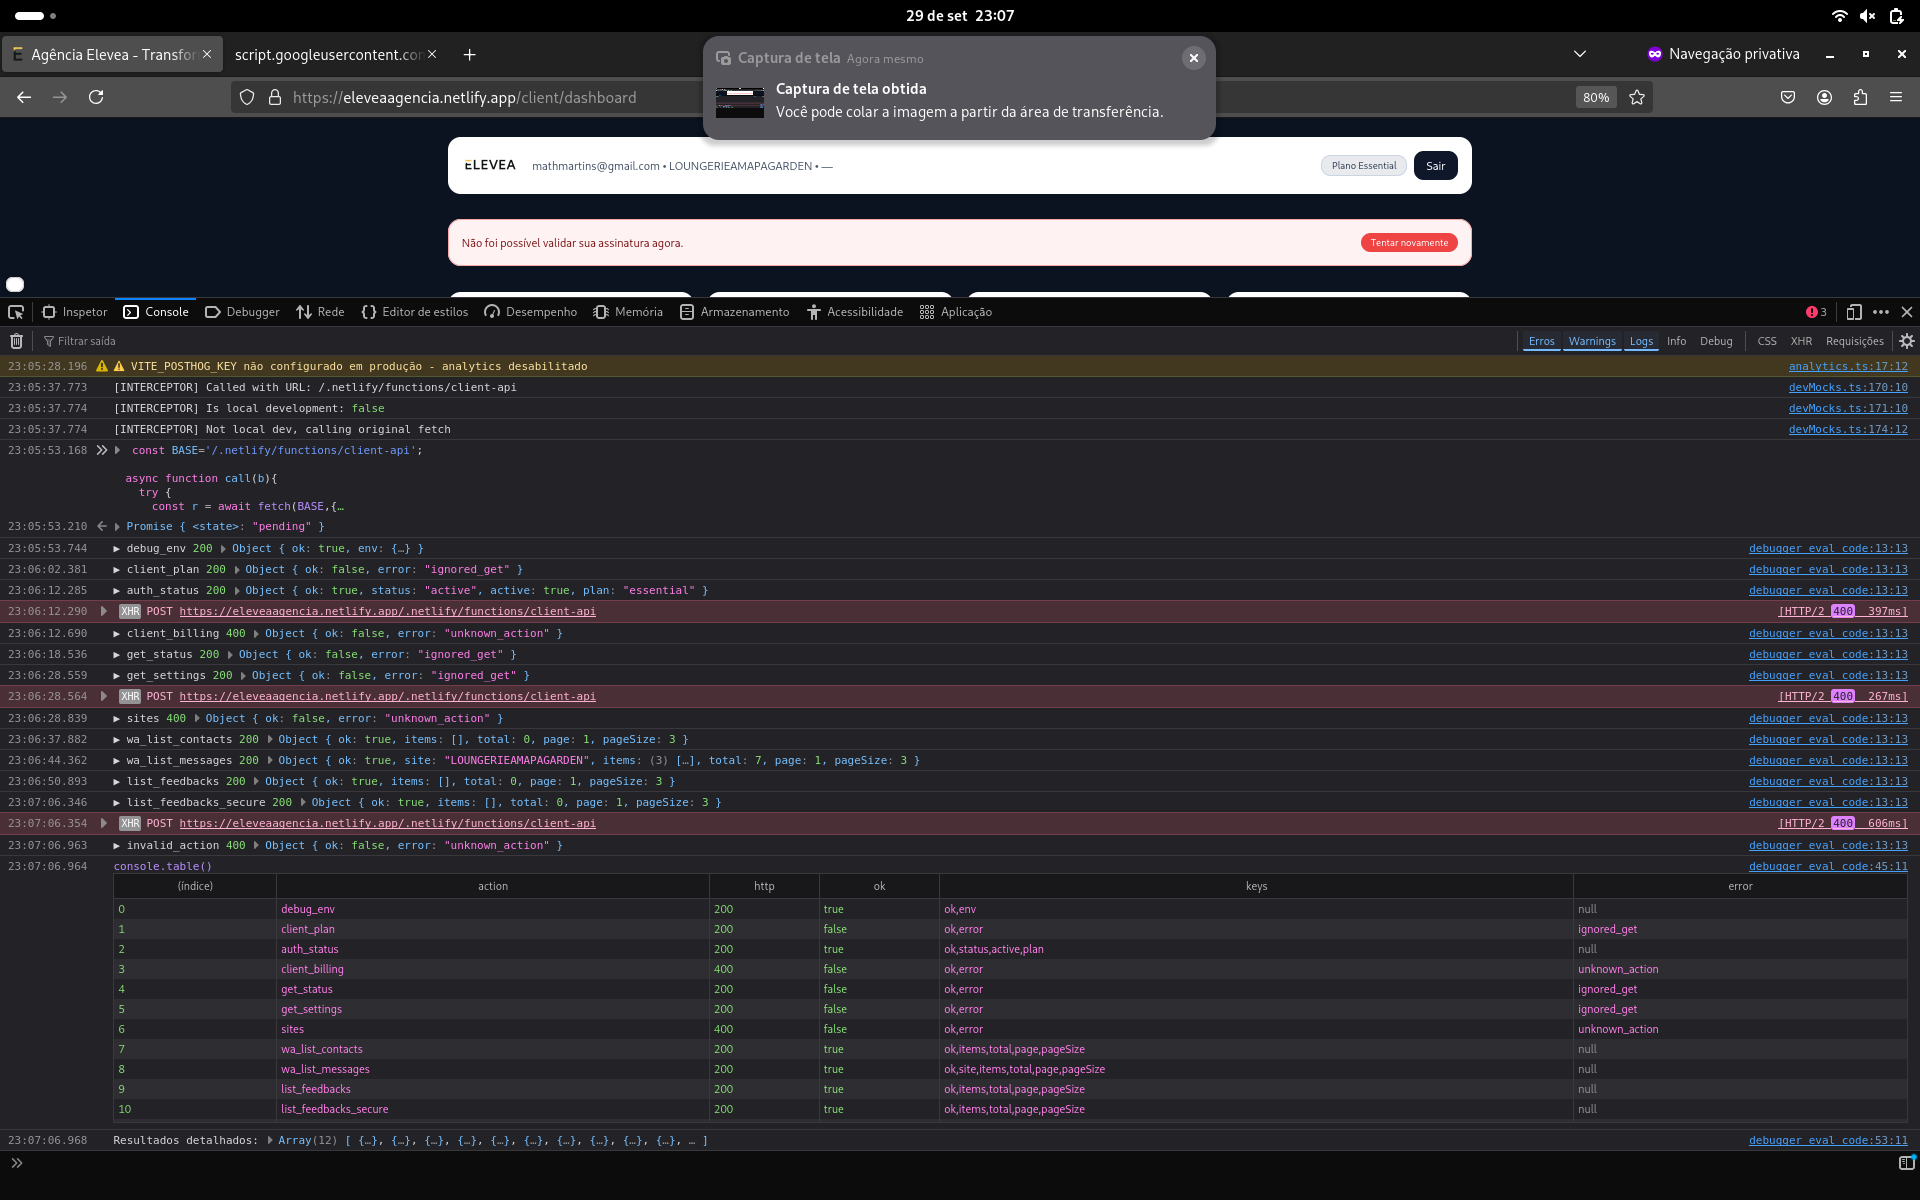 29 de set 23:07
Agência Elevea - Transfor
script.googleusercontent.co
Navegação privativa
https://eleveaagencia.netlify.app/client/dashboard
80%
Captura de tela Agora mesmo
Captura de tela obtida
Você pode colar a imagem a partir da área de transferência.
ELEVEA mathmartins@gmail.com • LOUNGERIEAMAPAGARDEN • — Plano Essential Sair
Não foi possível validar sua assinatura agora. Tentar novamente
Inspetor Console Debugger Rede Editor de estilos Desempenho Memória Armazenamento Acessibilidade Aplicação 3
Filtrar saída Erros Warnings Logs Info Debug CSS XHR Requisições
23:05:28.196 VITE_POSTHOG_KEY não configurado em produção - analytics desabilitado analytics.ts:17:12
23:05:37.773 [INTERCEPTOR] Called with URL: /.netlify/functions/client-api devMocks.ts:170:10
23:05:37.774 [INTERCEPTOR] Is local development: false devMocks.ts:171:10
23:05:37.774 [INTERCEPTOR] Not local dev, calling original fetch devMocks.ts:174:12
23:05:53.168 const BASE='/.netlify/functions/client-api';
async function call(b){
try {
const r = await fetch(BASE,{…
23:05:53.210 Promise { <state>: "pending" }
23:05:53.744 ▶ debug_env 200 Object { ok: true, env: {…} } debugger eval code:13:13
23:06:02.381 ▶ client_plan 200 Object { ok: false, error: "ignored_get" } debugger eval code:13:13
23:06:12.285 ▶ auth_status 200 Object { ok: true, status: "active", active: true, plan: "essential" } debugger eval code:13:13
23:06:12.290 XHR POST https://eleveaagencia.netlify.app/.netlify/functions/client-api [HTTP/2 400 397ms]
23:06:12.690 ▶ client_billing 400 Object { ok: false, error: "unknown_action" } debugger eval code:13:13
23:06:18.536 ▶ get_status 200 Object { ok: false, error: "ignored_get" } debugger eval code:13:13
23:06:28.559 ▶ get_settings 200 Object { ok: false, error: "ignored_get" } debugger eval code:13:13
23:06:28.564 XHR POST https://eleveaagencia.netlify.app/.netlify/functions/client-api [HTTP/2 400 267ms]
23:06:28.839 ▶ sites 400 Object { ok: false, error: "unknown_action" } debugger eval code:13:13
23:06:37.882 ▶ wa_list_contacts 200 Object { ok: true, items: [], total: 0, page: 1, pageSize: 3 } debugger eval code:13:13
23:06:44.362 ▶ wa_list_messages 200 Object { ok: true, site: "LOUNGERIEAMAPAGARDEN", items: (3) […], total: 7, page: 1, pageSize: 3 } debugger eval code:13:13
23:06:50.893 ▶ list_feedbacks 200 Object { ok: true, items: [], total: 0, page: 1, pageSize: 3 } debugger eval code:13:13
23:07:06.346 ▶ list_feedbacks_secure 200 Object { ok: true, items: [], total: 0, page: 1, pageSize: 3 } debugger eval code:13:13
23:07:06.354 XHR POST https://eleveaagencia.netlify.app/.netlify/functions/client-api [HTTP/2 400 606ms]
23:07:06.963 ▶ invalid_action 400 Object { ok: false, error: "unknown_action" } debugger eval code:13:13
23:07:06.964 console.table() debugger eval code:45:11
(índice) action http ok keys error
0 debug_env 200 true ok,env null
1 client_plan 200 false ok,error ignored_get
2 auth_status 200 true ok,status,active,plan null
3 client_billing 400 false ok,error unknown_action
4 get_status 200 false ok,error ignored_get
5 get_settings 200 false ok,error ignored_get
6 sites 400 false ok,error unknown_action
7 wa_list_contacts 200 true ok,items,total,page,pageSize null
8 wa_list_messages 200 true ok,site,items,total,page,pageSize null
9 list_feedbacks 200 true ok,items,total,page,pageSize null
10 list_feedbacks_secure 200 true ok,items,total,page,pageSize null
23:07:06.968 Resultados detalhados: Array(12) [ {…}, {…}, {…}, {…}, {…}, {…}, {…}, {…}, {…}, {…}, … ] debugger eval code:53:11